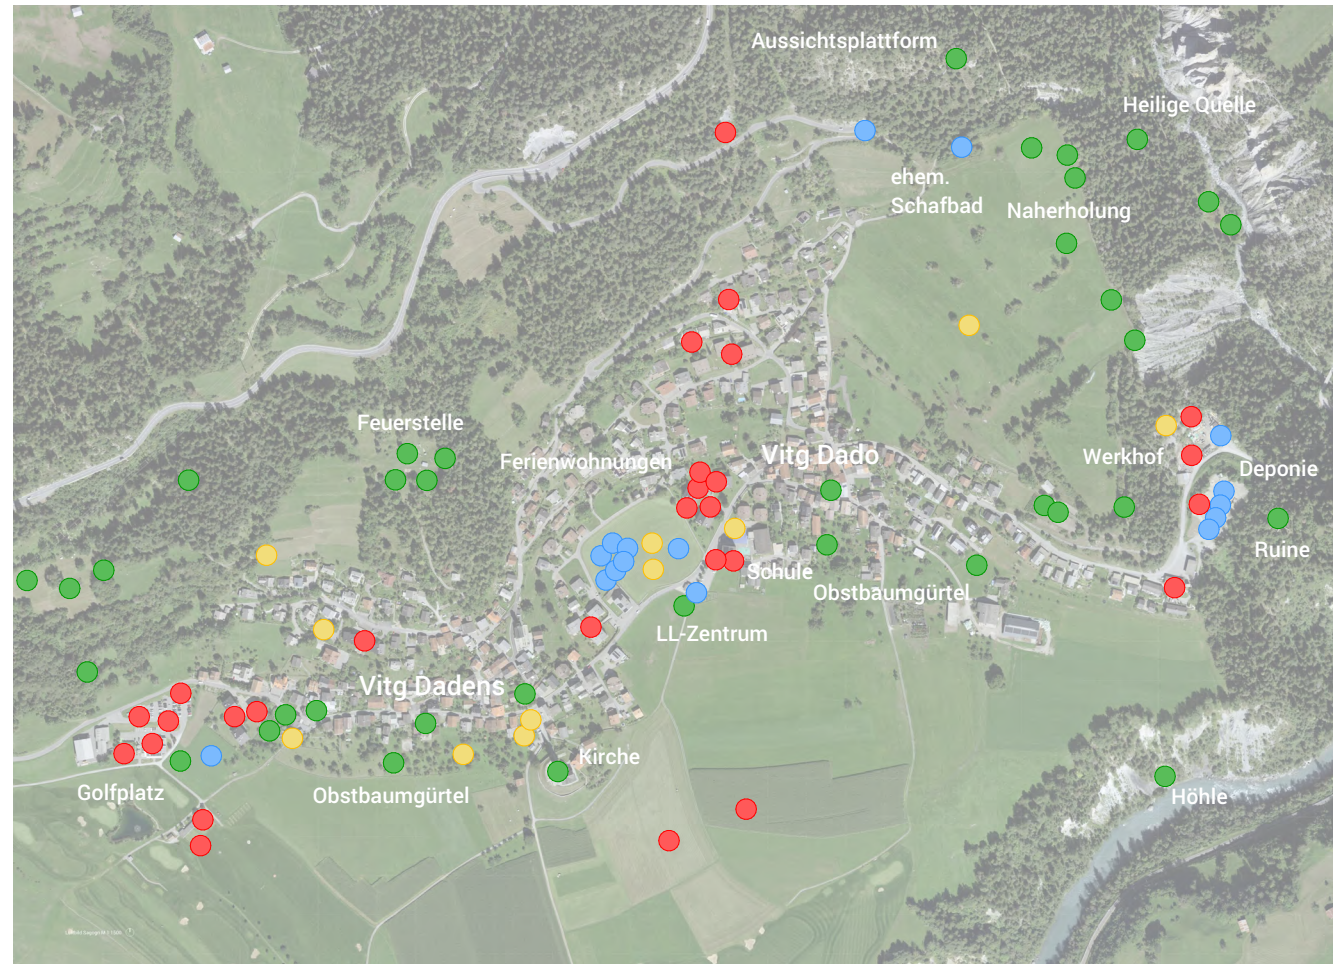 Aussichtsplattform
Heilige Quelle
ehem.
Schafbad
Naherholung
Feuerstelle
Ferienwohnungen
Vitg Dado
Werkhof
Deponie
Ruine
Schule
Obstbaumgürtel
LL-Zentrum
Vitg Dadens
Kirche
Golfplatz
Obstbaumgürtel
Höhle